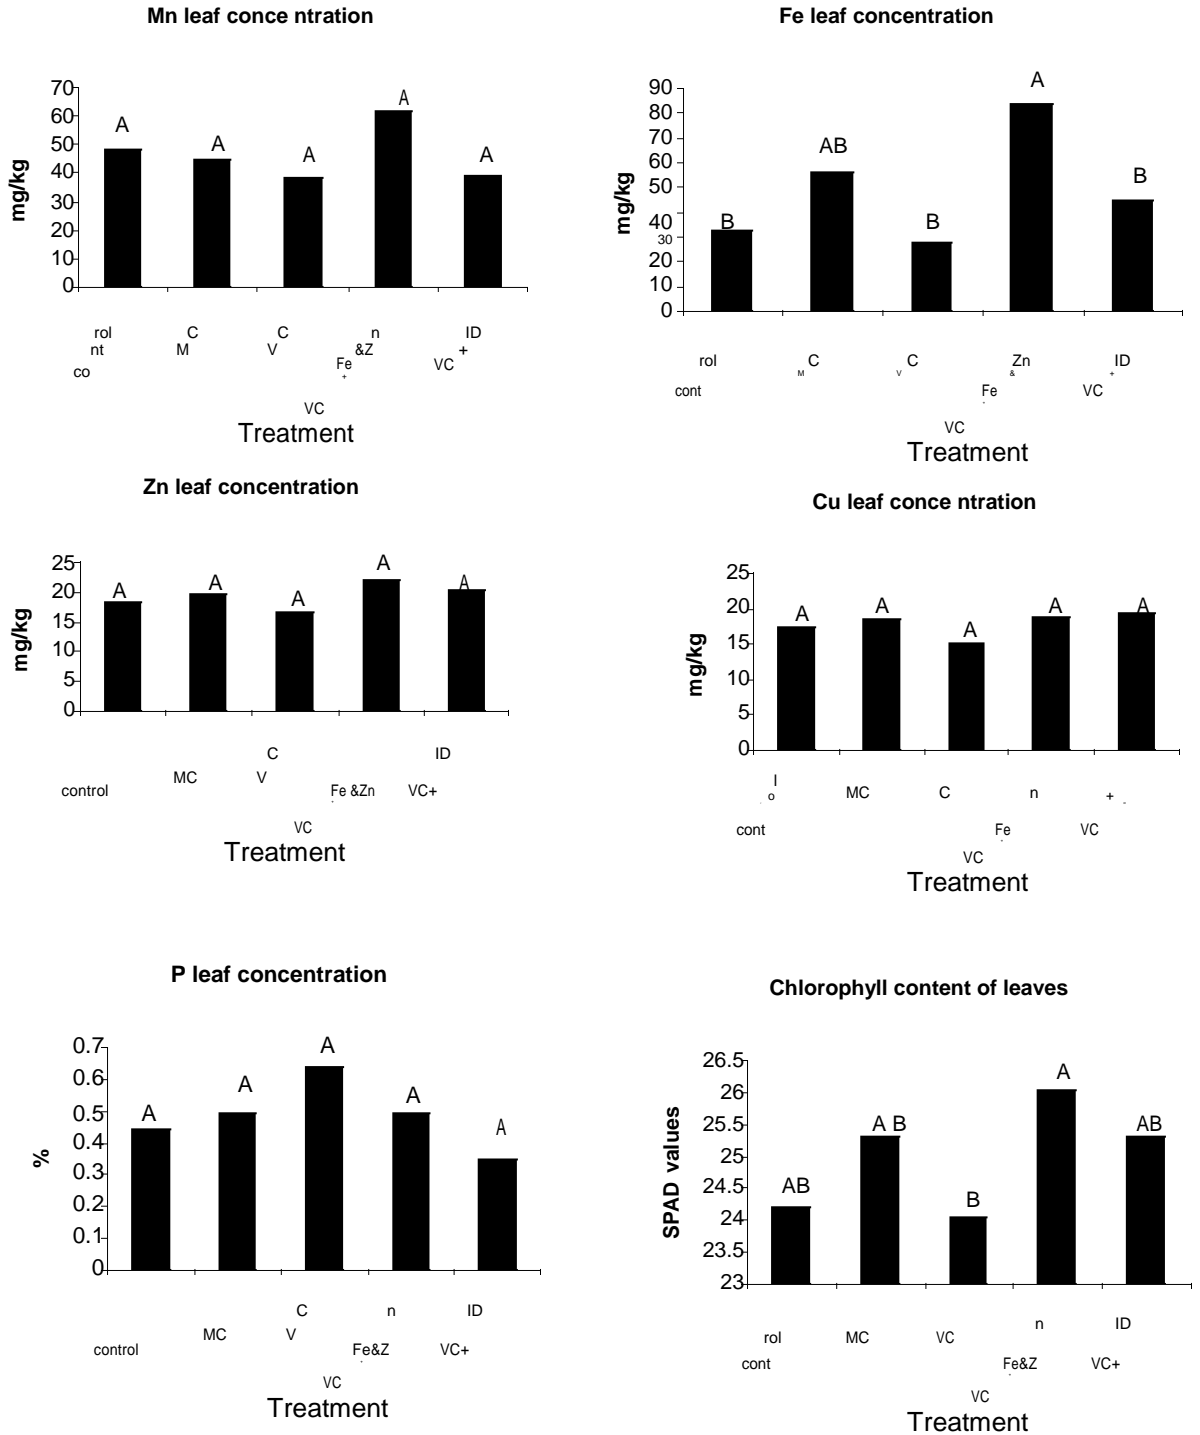 Mn leaf conce ntration
70
60
50
40
30
20
10
0
mg/kg
A
A
A
A
A
rol
nt
co
C
M
C
V
n
&Z
Fe
+
VC
ID
+
VC
Treatment
Fe leaf concentration
90
80
70
60
50
40
30
20
10
0
mg/kg
B
AB
B
A
B
rol
cont
C
M
C
V
Zn
&
Fe
VC
ID
+
VC
Treatment
Zn leaf concentration
25
20
15
10
5
0
mg/kg
A
A
A
A
A
control
MC
C
V
Fe &Zn
VC
ID
VC+
Treatment
Cu leaf conce ntration
25
20
15
10
5
0
mg/kg
A
A
A
A
A
l
o
cont
MC
C
n
Fe
VC
+
VC
Treatment
P leaf concentration
0.7
0.6
0.5
0.4
0.3
0.2
0.1
0
%
A
A
A
A
A
control
MC
C
V
n
Fe&Z
VC
ID
VC+
Treatment
Chlorophyll content of leaves
26.5
26
25.5
25
24.5
24
23.5
23
SPAD values
AB
A B
B
A
AB
rol
cont
MC
VC
n
Fe&Z
VC
ID
VC+
Treatment